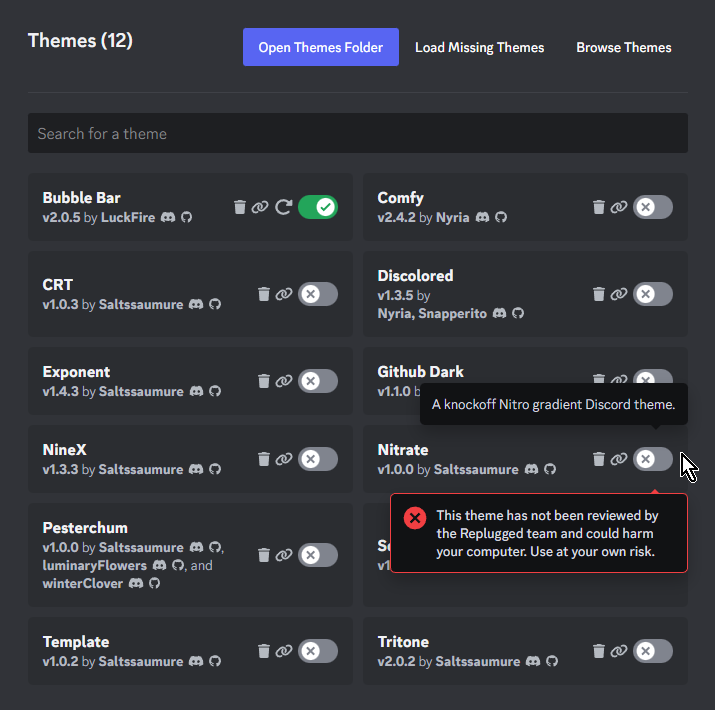 Themes (12)
Open Themes Folder
Load Missing Themes
Browse Themes
Search for a theme
Bubble Bar
v2.0.5 by LuckFire
Comfy
v2.4.2 by Nyria
CRT
v1.0.3 by Saltssaumure
Discolored
v1.3.5 by
Nyria, Snapperito
Exponent
v1.4.3 by Saltssaumure
Github Dark
v1.1.0
A knockoff Nitro gradient Discord theme.
NineX
v1.3.3 by Saltssaumure
Nitrate
v1.0.0 by Saltssaumure
This theme has not been reviewed by
the Replugged team and could harm
your computer. Use at your own risk.
Pesterchum
v1.0.0 by Saltssaumure ,
luminaryFlowers , and
winterClover
Template
v1.0.2 by Saltssaumure
Tritone
v2.0.2 by Saltssaumure